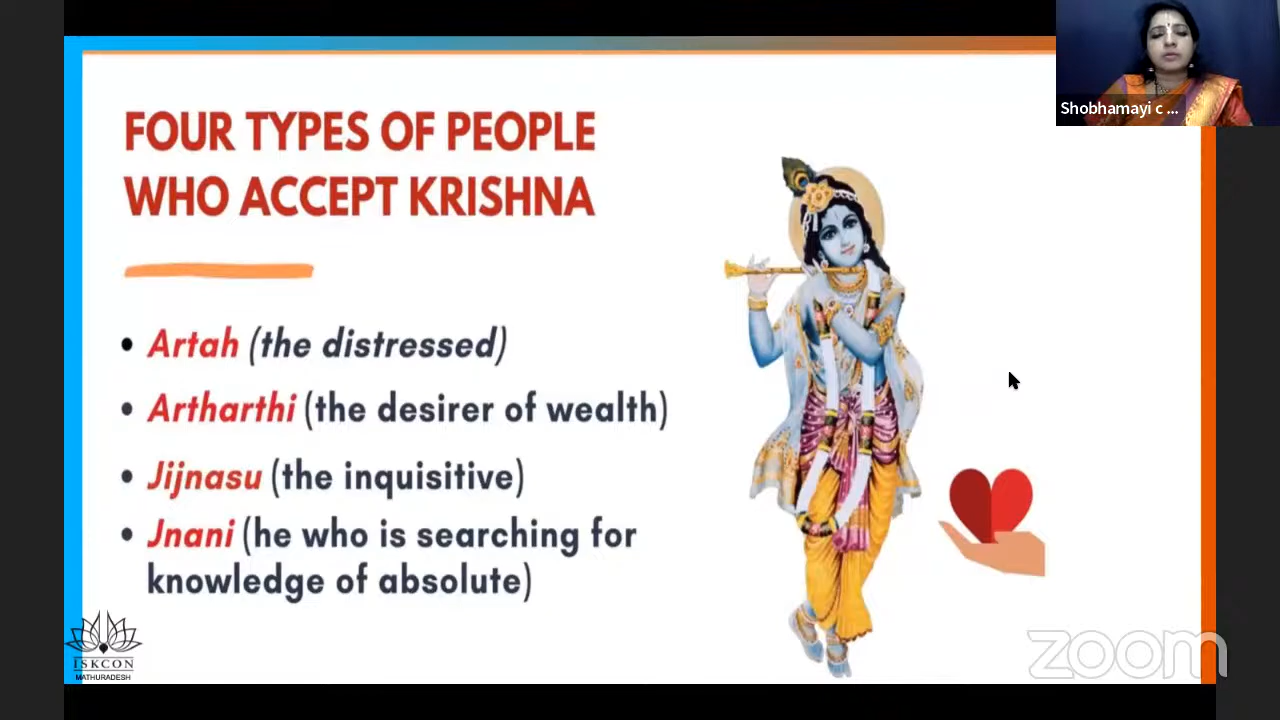 Shobhamayi c ...
FOUR TYPES OF PEOPLE
WHO ACCEPT KRISHNA
• Artah (the distressed)
• Artharthi (the desirer of wealth)
• Jijnasu (the inquisitive)
• Jnani (he who is searching for
knowledge of absolute)
ISKCON
MATHURADESH
zoom